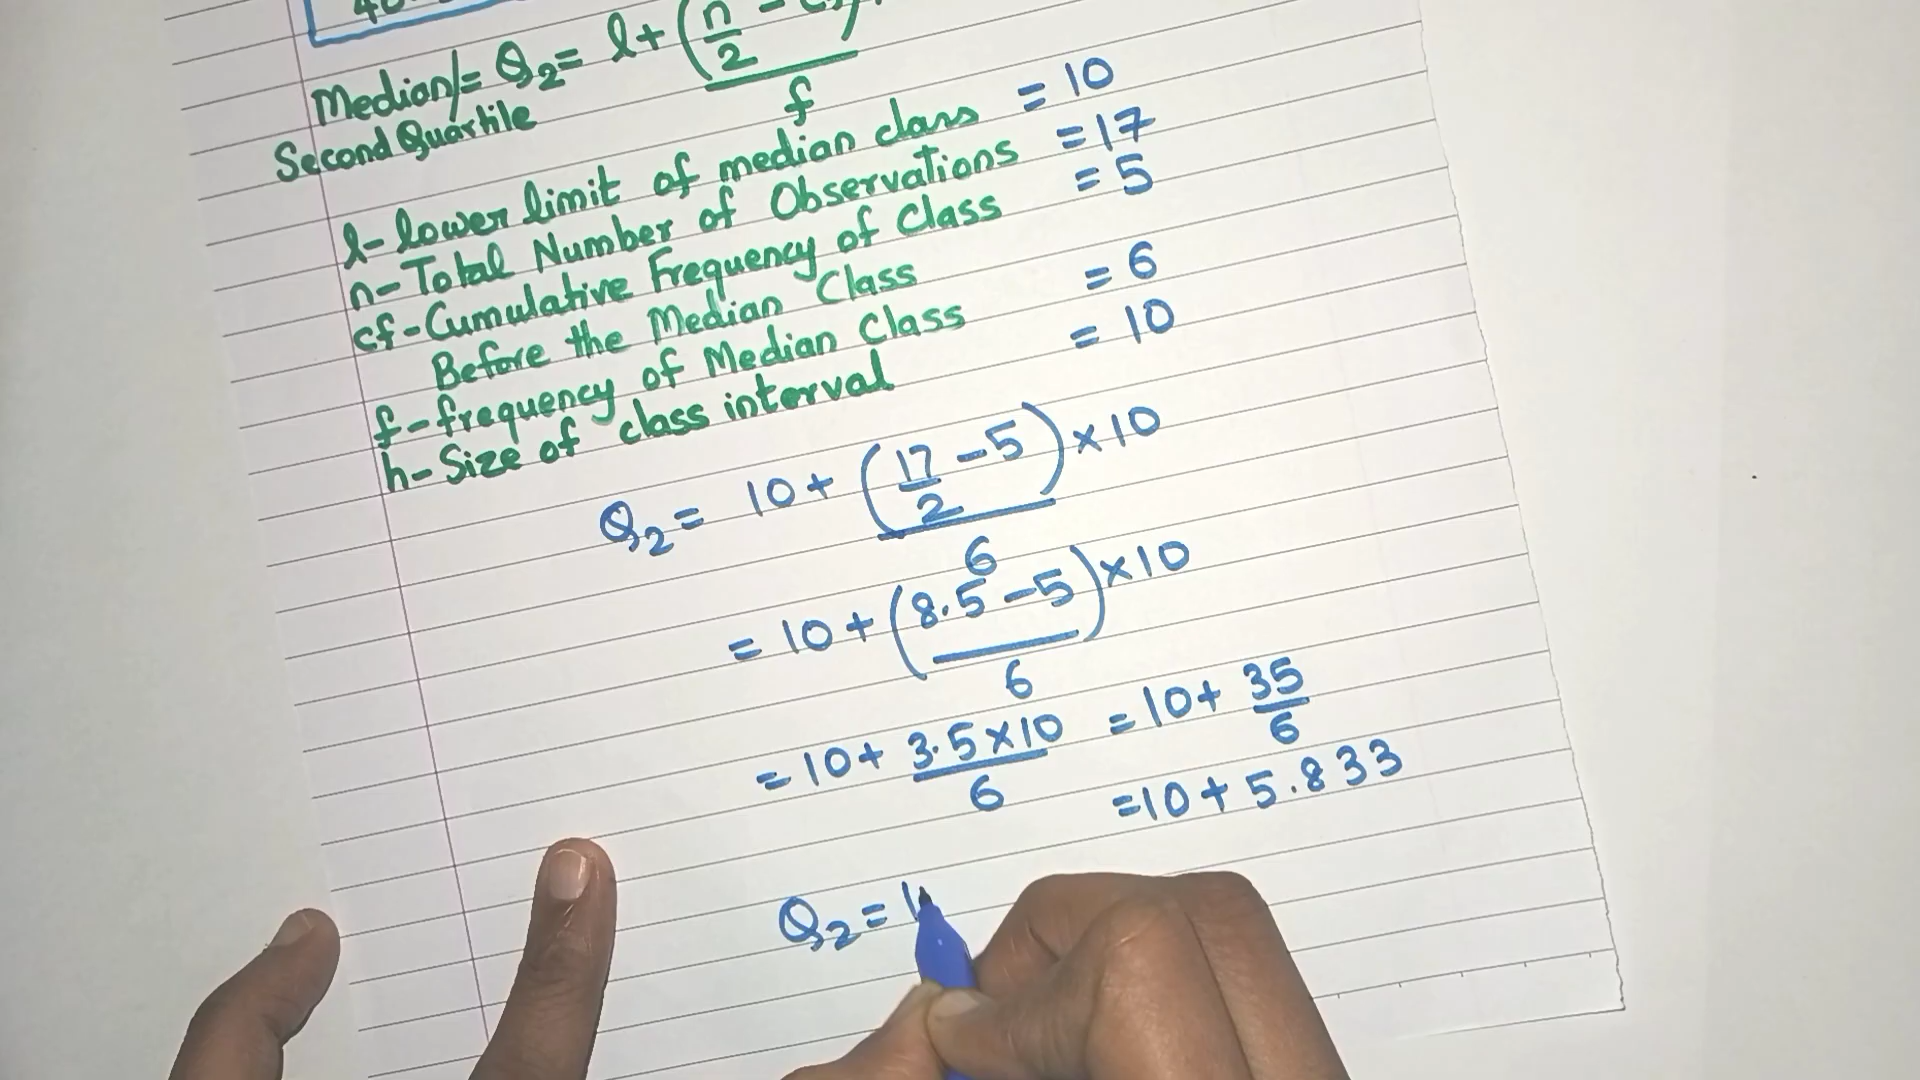 Median/= Q2= l+ (n/2 -
Second Quartile
f
l- lower limit of median class = 10
n- Total Number of Observations = 17
cf- Cumulative Frequency of Class = 5
Before the Median Class
f- frequency of Median Class = 6
h- Size of class interval = 10
Q2 = 10 + (17/2 - 5) × 10
6
= 10 + (8.5 - 5) × 10
6
= 10 + 3.5 × 10 / 6 = 10 + 35/6
= 10 + 5.833
Q2 = 1